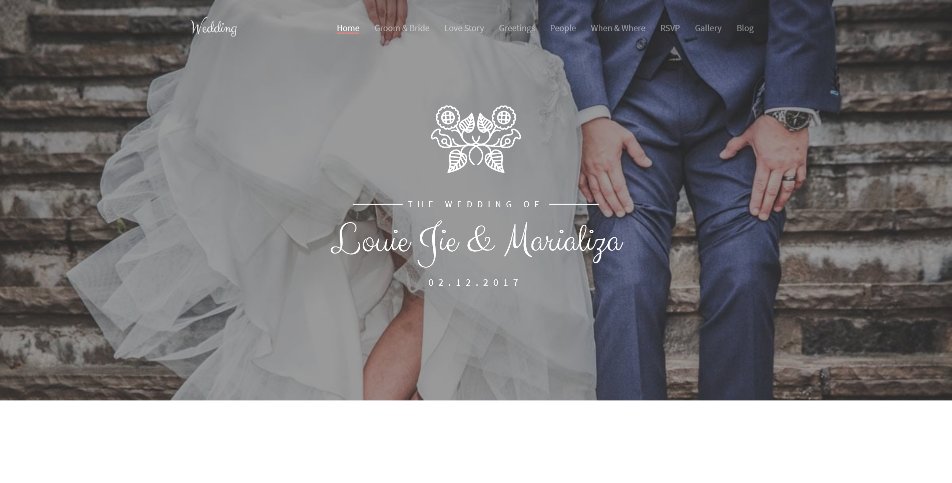 Wedding
Home Groom & Bride Love Story Greetings People When & Where RSVP Gallery Blog
THE WEDDING OF
Louie Jie & Marializa
02.12.2017